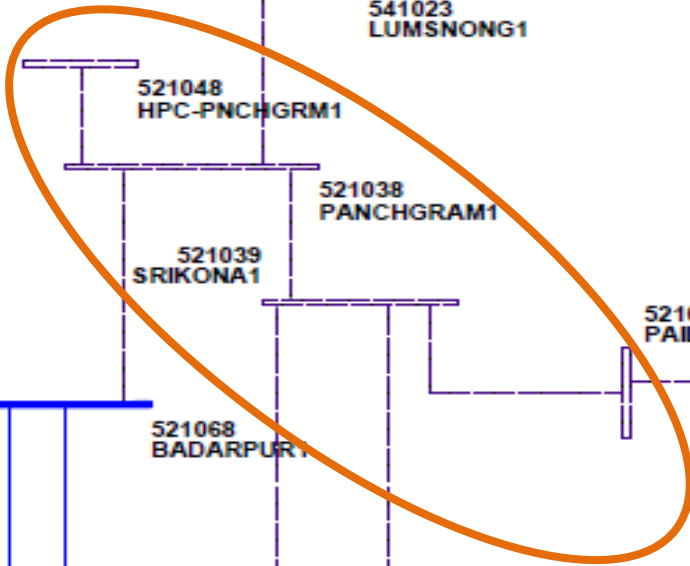 541023
LUMSNONG1
521048
HPC-PNCHGRM1
521038
PANCHGRAM1
521039
SRIKONA1
521068
BADARPUR1